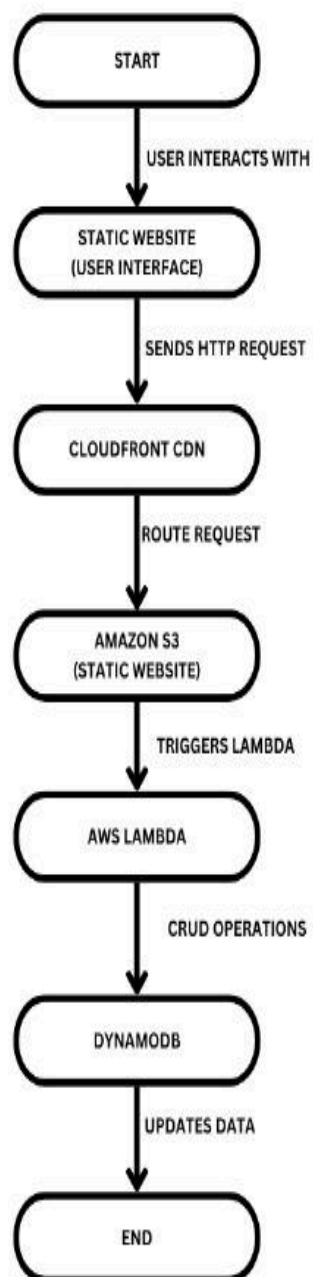 START
USER INTERACTS WITH
STATIC WEBSITE
(USER INTERFACE)
SENDS HTTP REQUEST
CLOUDFRONT CDN
ROUTE REQUEST
AMAZON S3
(STATIC WEBSITE)
TRIGGERS LAMBDA
AWS LAMBDA
CRUD OPERATIONS
DYNAMODB
UPDATES DATA
END